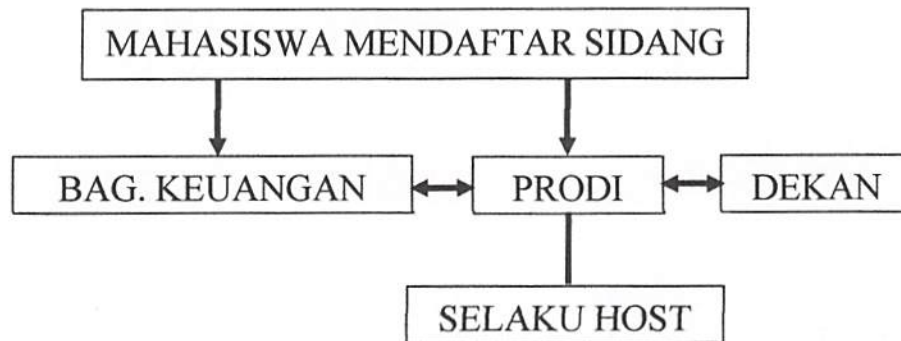 MAHASISWA MENDAFTAR SIDANG
BAG. KEUANGAN
PRODI
DEKAN
SELAKU HOST